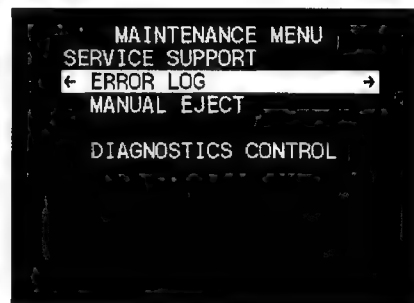 MAINTENANCE MENU
SERVICE SUPPORT
← ERROR LOG →
MANUAL EJECT
DIAGNOSTICS CONTROL